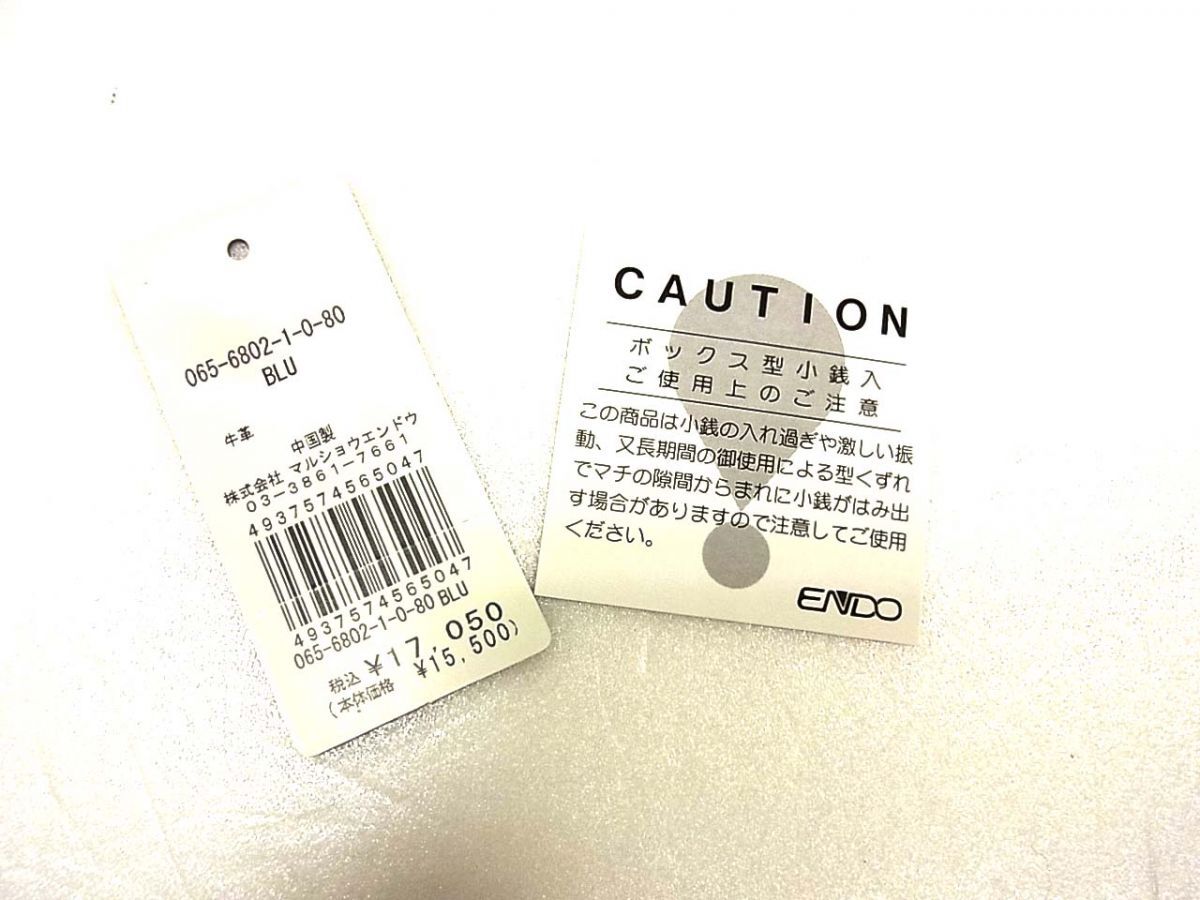 065-6802-1-0-80
BLU
牛革
中国製
株式会社 マルショウエンドウ
03-3861-7661
4937574565047
4937574565047
065-6802-1-0-80 BLU
税込 ¥17,050
(本体価格 ¥15,500)
CAUTION
ボックス型小銭入
ご使用上のご注意
この商品は小銭の入れ過ぎや激しい振
動、又長期間の御使用による型くずれ
でマチの隙間からまれに小銭がはみ出
す場合がありますので注意してご使用
ください。
ENDO